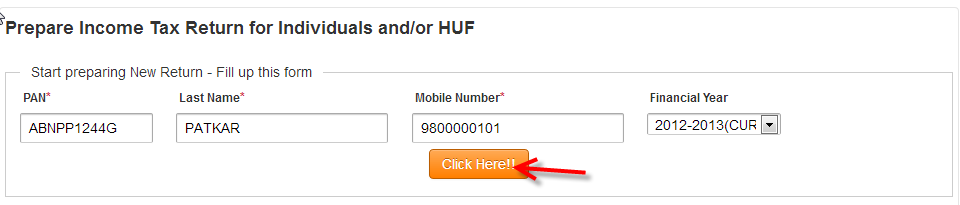 Prepare Income Tax Return for Individuals and/or HUF
Start preparing New Return - Fill up this form
PAN* Last Name* Mobile Number* Financial Year
ABNPP1244G PATKAR 9800000101 2012-2013(CUR
Click Here!!